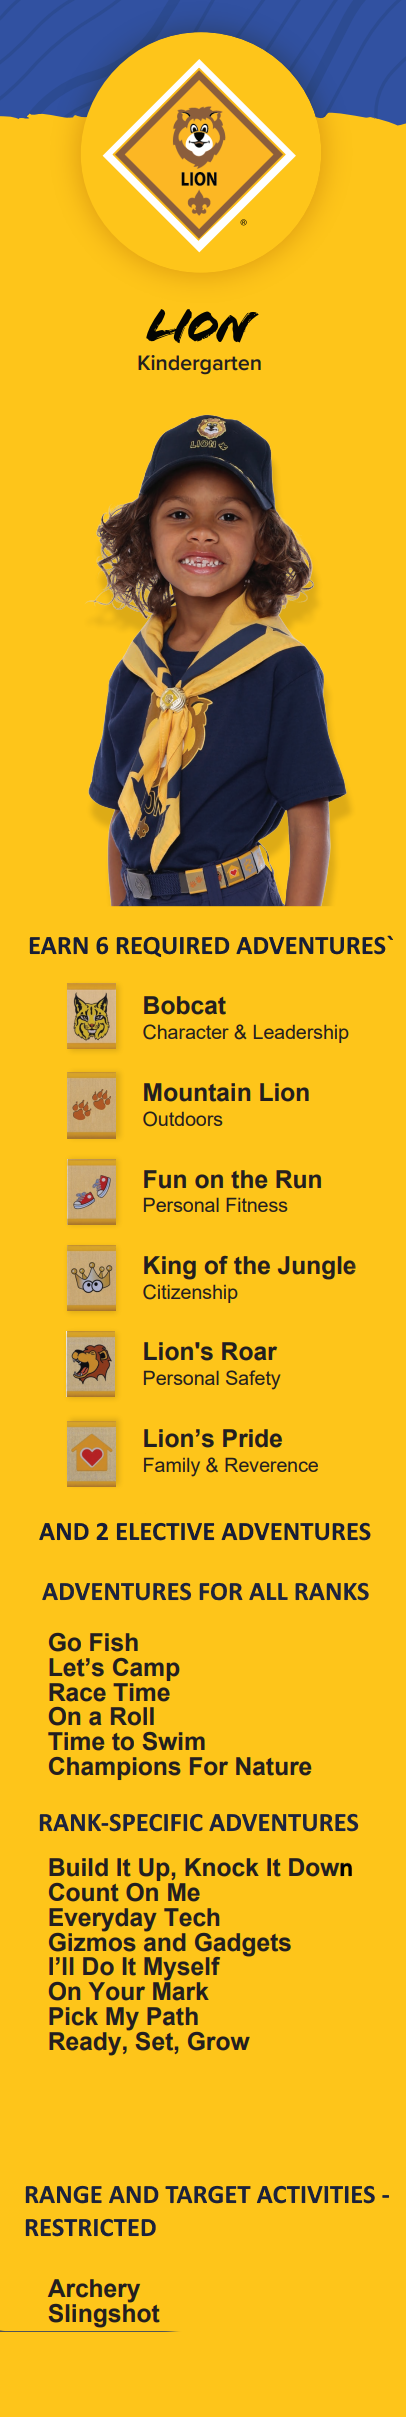 LION
®
LION
Kindergarten
LION
EARN 6 REQUIRED ADVENTURES`
Bobcat
Character & Leadership
Mountain Lion
Outdoors
Fun on the Run
Personal Fitness
King of the Jungle
Citizenship
Lion's Roar
Personal Safety
Lion’s Pride
Family & Reverence
AND 2 ELECTIVE ADVENTURES
ADVENTURES FOR ALL RANKS
Go Fish
Let’s Camp
Race Time
On a Roll
Time to Swim
Champions For Nature
RANK-SPECIFIC ADVENTURES
Build It Up, Knock It Down
Count On Me
Everyday Tech
Gizmos and Gadgets
I’ll Do It Myself
On Your Mark
Pick My Path
Ready, Set, Grow
RANGE AND TARGET ACTIVITIES -
RESTRICTED
Archery
Slingshot